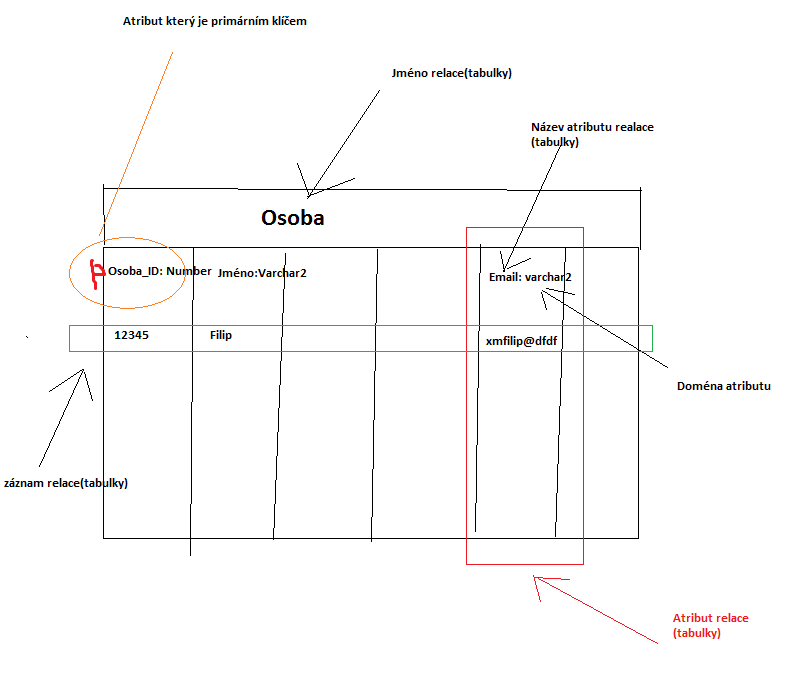 Atribut který je primárním klíčem
Jméno relace(tabulky)
Název atributu realace
(tabulky)
Osoba
P
Osoba_ID: Number
Jméno:Varchar2
Email: varchar2
12345
Filip
xmfilip@dfdf
Doména atributu
záznam relace(tabulky)
Atribut relace
(tabulky)